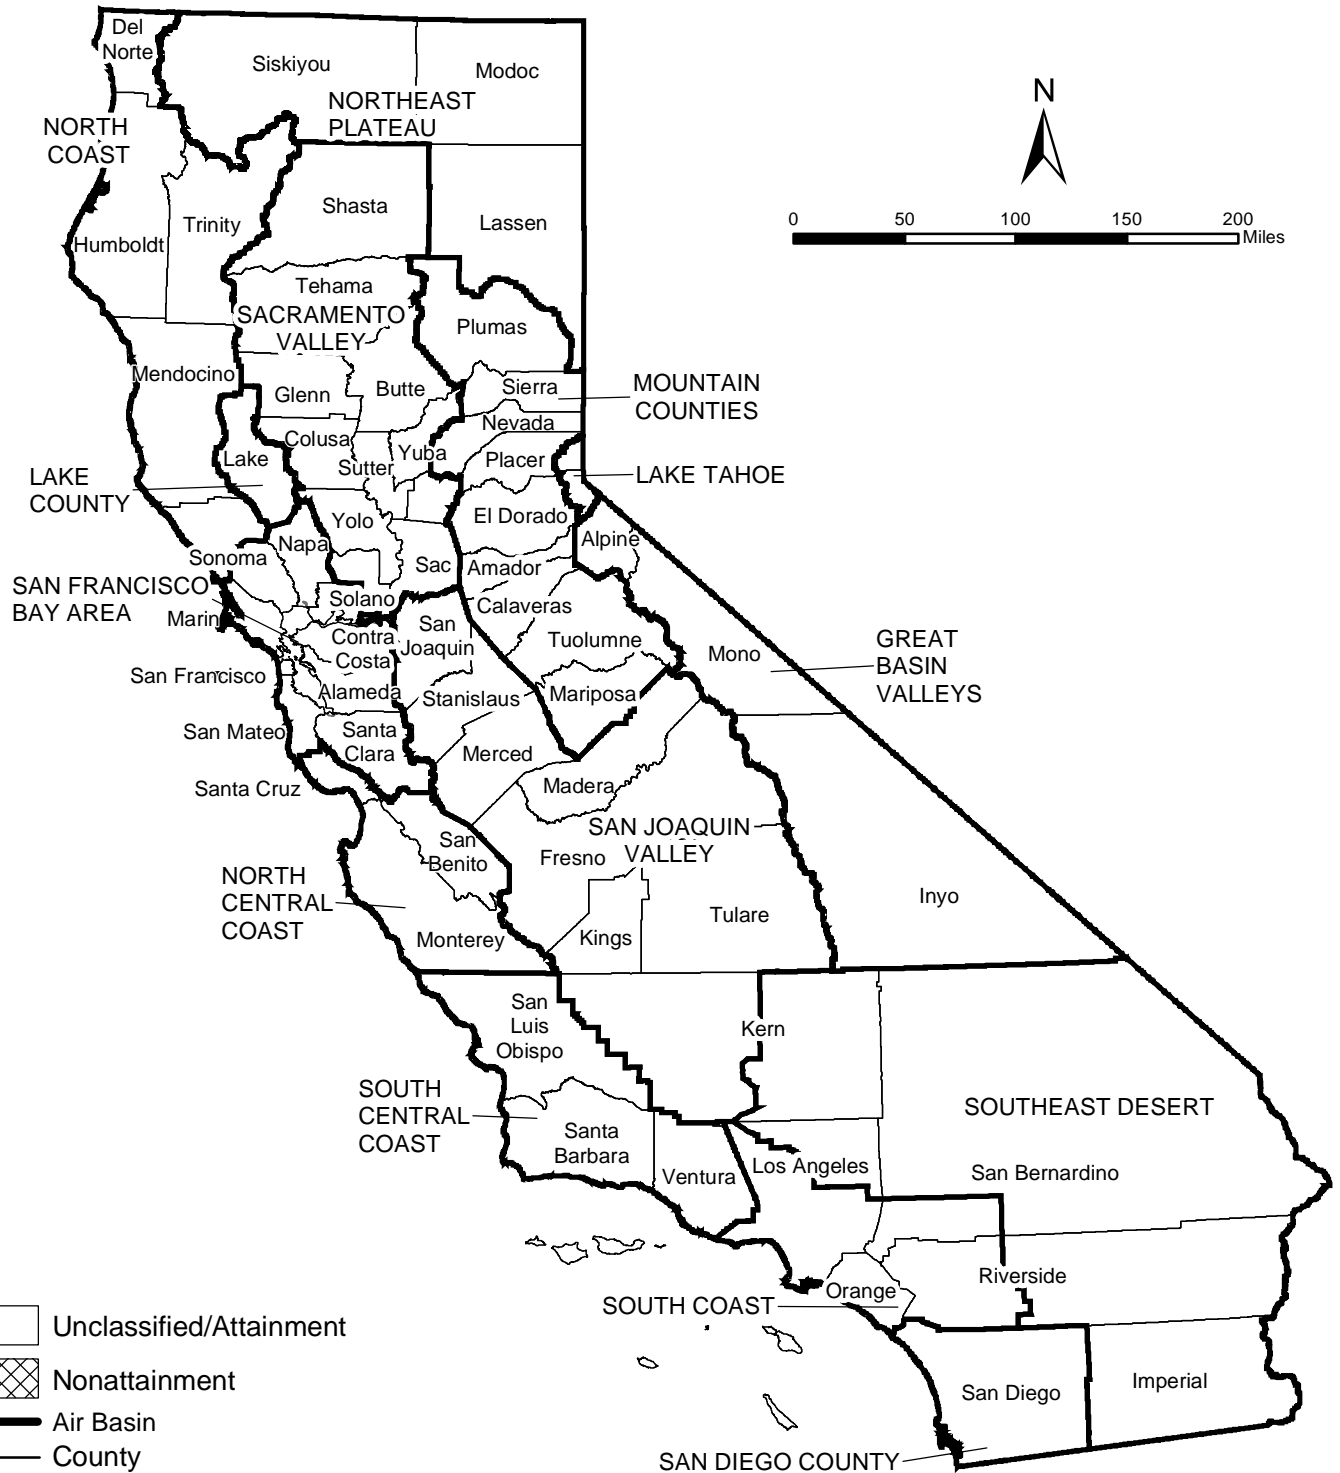 Del
Norte
Siskiyou
Modoc
NORTHEAST
PLATEAU
NORTH
COAST
N
0 50 100 150 200
Miles
Shasta
Trinity
Lassen
Humboldt
Tehama
SACRAMENTO
VALLEY
Plumas
Mendocino
Glenn
Butte
Sierra
MOUNTAIN
COUNTIES
Nevada
Colusa
Yuba
Placer
Lake
Sutter
LAKE TAHOE
LAKE
COUNTY
Yolo
El Dorado
Napa
Alpine
Sonoma
Sac
Amador
SAN FRANCISCO
BAY AREA
Solano
Calaveras
Marin
San
Joaquin
Contra
Costa
Tuolumne
Mono
GREAT
BASIN
VALLEYS
San Francisco
Alameda
Stanislaus
Mariposa
San Mateo
Santa
Clara
Merced
Santa Cruz
Madera
SAN JOAQUIN
VALLEY
San
Benito
Fresno
NORTH
CENTRAL
COAST
Inyo
Tulare
Monterey
Kings
San
Luis
Obispo
Kern
SOUTH
CENTRAL
COAST
SOUTHEAST DESERT
Santa
Barbara
Ventura
Los Angeles
San Bernardino
Riverside
Orange
SOUTH COAST
San Diego
Imperial
SAN DIEGO COUNTY
Unclassified/Attainment
Nonattainment
Air Basin
County